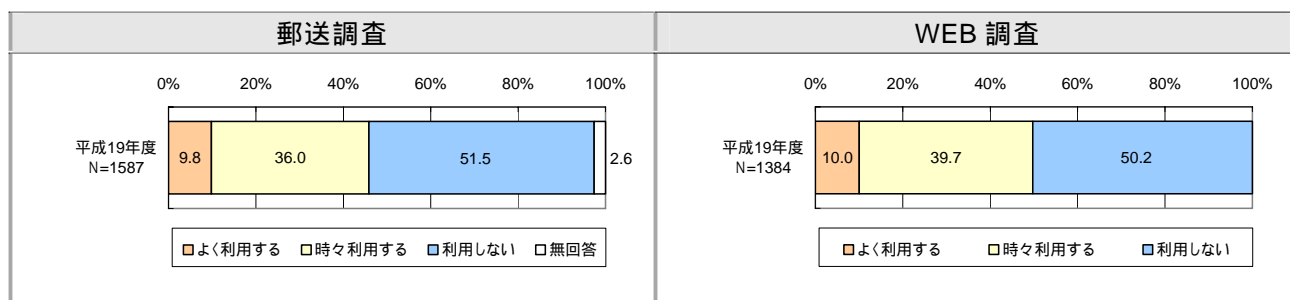 郵送調査
WEB 調査
0% 20% 40% 60% 80% 100%
平成19年度
N=1587
9.8 36.0 51.5 2.6
よく利用する 時々利用する 利用しない 無回答
0% 20% 40% 60% 80% 100%
平成19年度
N=1384
10.0 39.7 50.2
よく利用する 時々利用する 利用しない